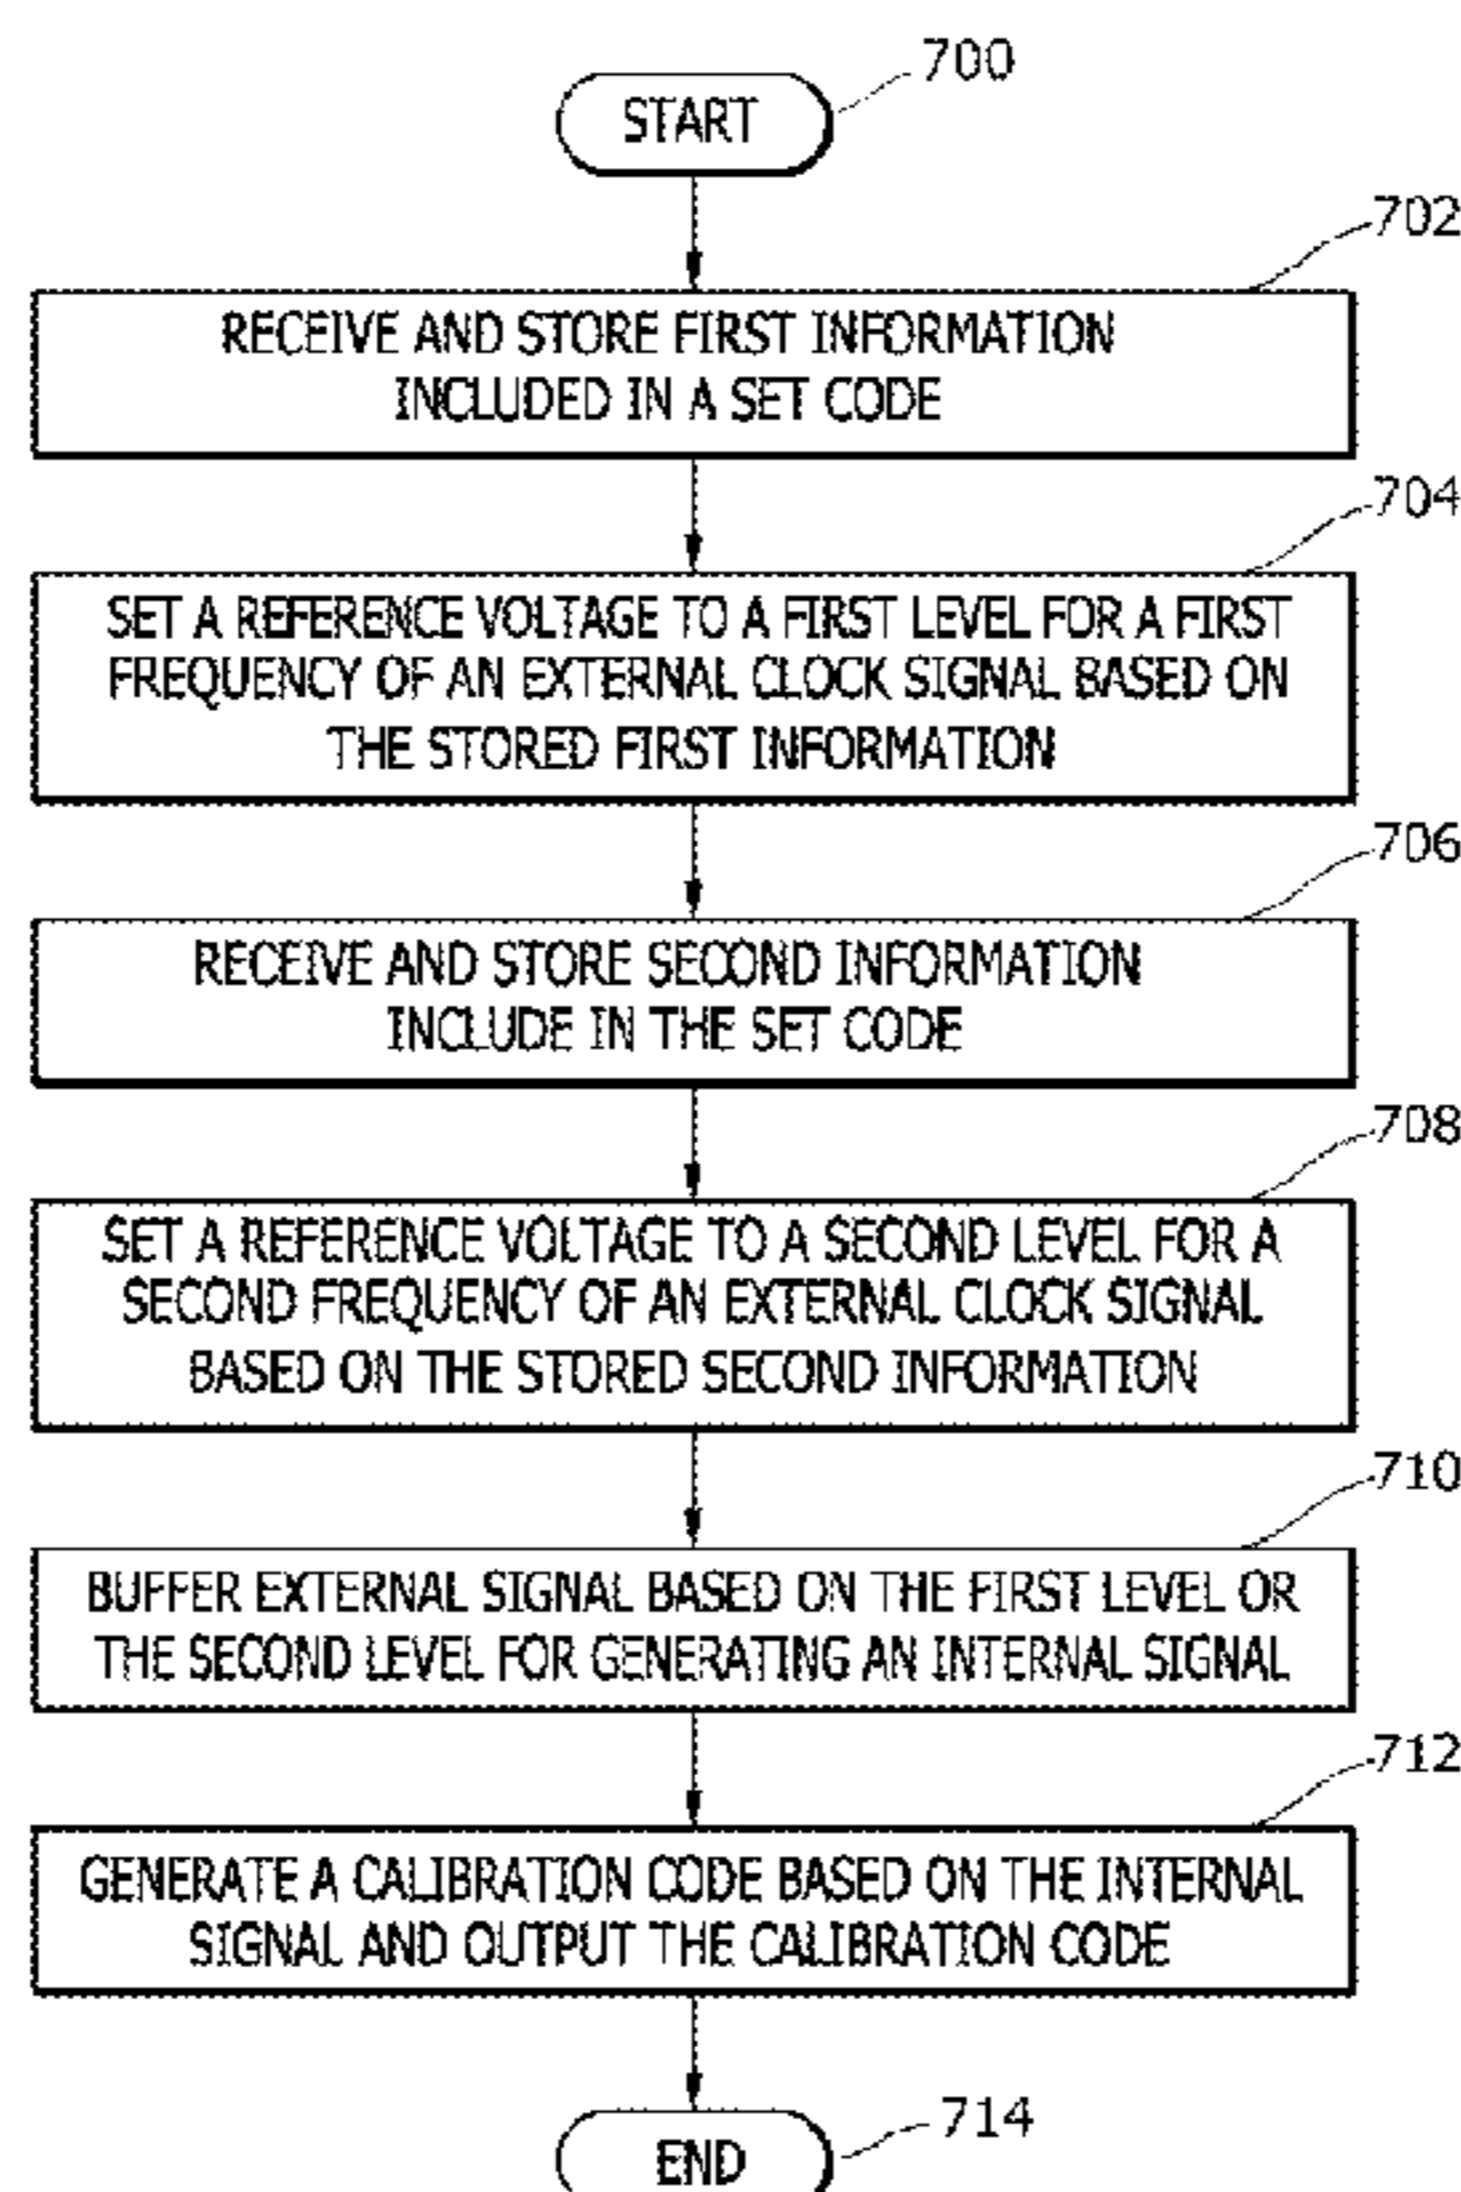 700
START
702
RECEIVE AND STORE FIRST INFORMATION
INCLUDED IN A SET CODE
704
SET A REFERENCE VOLTAGE TO A FIRST LEVEL FOR A FIRST
FREQUENCY OF AN EXTERNAL CLOCK SIGNAL BASED ON
THE STORED FIRST INFORMATION
706
RECEIVE AND STORE SECOND INFORMATION
INCLUDE IN THE SET CODE
708
SET A REFERENCE VOLTAGE TO A SECOND LEVEL FOR A
SECOND FREQUENCY OF AN EXTERNAL CLOCK SIGNAL
BASED ON THE STORED SECOND INFORMATION
710
BUFFER EXTERNAL SIGNAL BASED ON THE FIRST LEVEL OR
THE SECOND LEVEL FOR GENERATING AN INTERNAL SIGNAL
712
GENERATE A CALIBRATION CODE BASED ON THE INTERNAL
SIGNAL AND OUTPUT THE CALIBRATION CODE
714
END